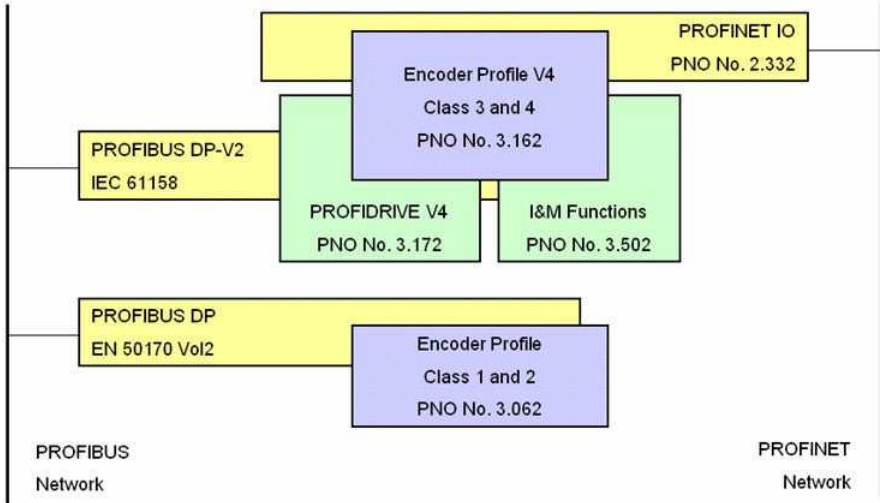 PROFINET IO
PNO No. 2.332
Encoder Profile V4
Class 3 and 4
PNO No. 3.162
PROFIBUS DP-V2
IEC 61158
PROFIDRIVE V4
PNO No. 3.172
I&M Functions
PNO No. 3.502
PROFIBUS DP
EN 50170 Vol2
Encoder Profile
Class 1 and 2
PNO No. 3.062
PROFIBUS
Network
PROFINET
Network